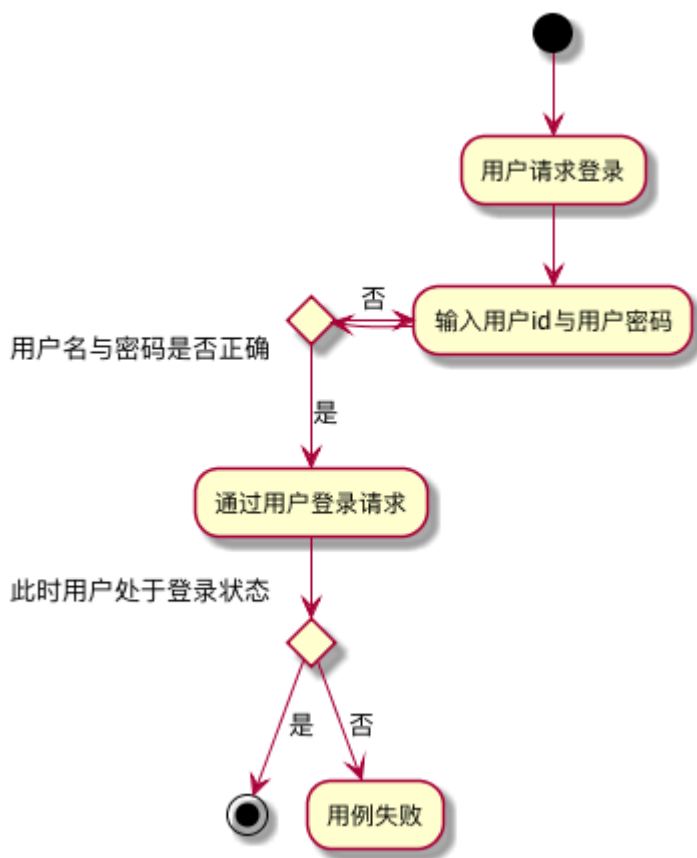 用户请求登录
否
输入用户id与用户密码
用户名与密码是否正确
是
通过用户登录请求
此时用户处于登录状态
是
否
用例失败